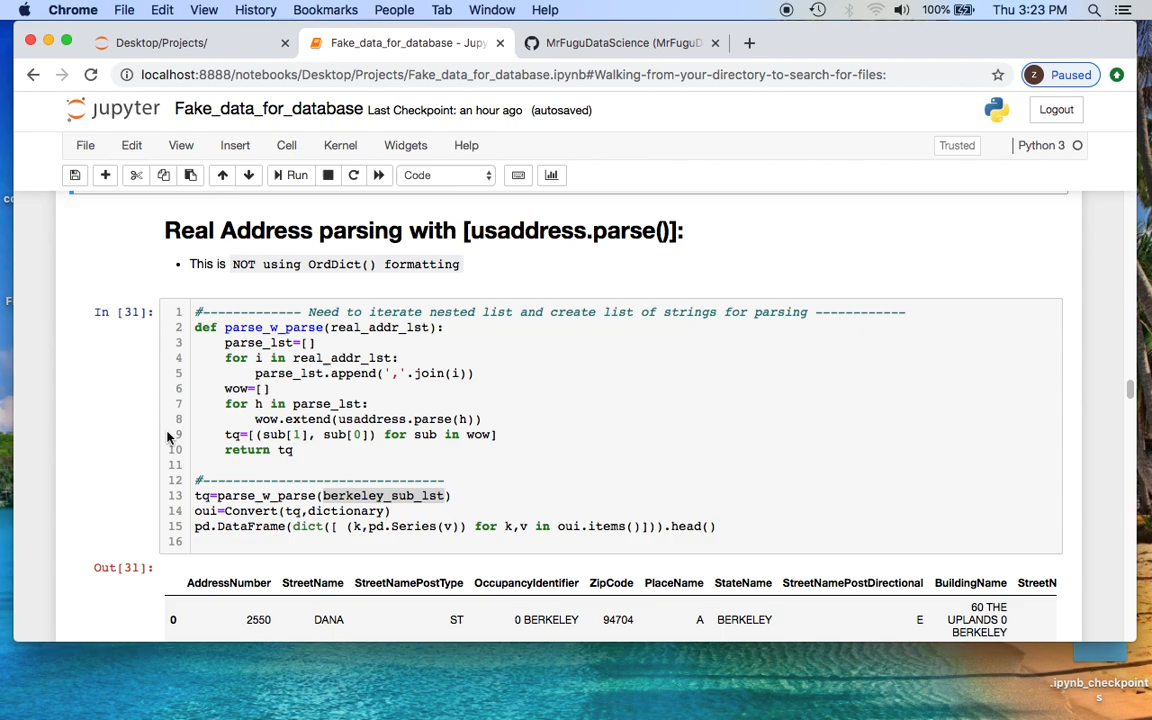 Chrome File Edit View History Bookmarks People Tab Window Help 100% Thu 3:23 PM
Desktop/Projects/ Fake_data_for_database - Jupy MrFuguDataScience (MrFuguD
localhost:8888/notebooks/Desktop/Projects/Fake_data_for_database.ipynb#Walking-from-your-directory-to-search-for-files: Z Paused
jupyter Fake_data_for_database Last Checkpoint: an hour ago (autosaved) Logout
File Edit View Insert Cell Kernel Widgets Help Trusted Python 3
Run Code
Real Address parsing with [usaddress.parse()]:
• This is NOT using OrdDict() formatting
In [31]: 1 #------------- Need to iterate nested list and create list of strings for parsing ------------
2 def parse_w_parse(real_addr_lst):
3 parse_lst=[]
4 for i in real_addr_lst:
5 parse_lst.append(','.join(i))
6 wow=[]
7 for h in parse_lst:
8 wow.extend(usaddress.parse(h))
9 tq=[(sub[1], sub[0]) for sub in wow]
10 return tq
11
12 #--------------------------------
13 tq=parse_w_parse(berkeley_sub_lst)
14 oui=Convert(tq,dictionary)
15 pd.DataFrame(dict([ (k,pd.Series(v)) for k,v in oui.items()])).head()
16
Out[31]:
AddressNumber StreetName StreetNamePostType OccupancyIdentifier ZipCode PlaceName StateName StreetNamePostDirectional BuildingName StreetN
0 2550 DANA ST 0 BERKELEY 94704 A BERKELEY E 60 THE
UPLANDS 0
BERKELEY
.ipynb_checkpoint
s